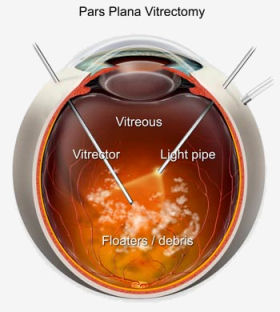 Pars Plana Vitrectomy
Vitreous
Vitrector
Light pipe
Floaters / debris